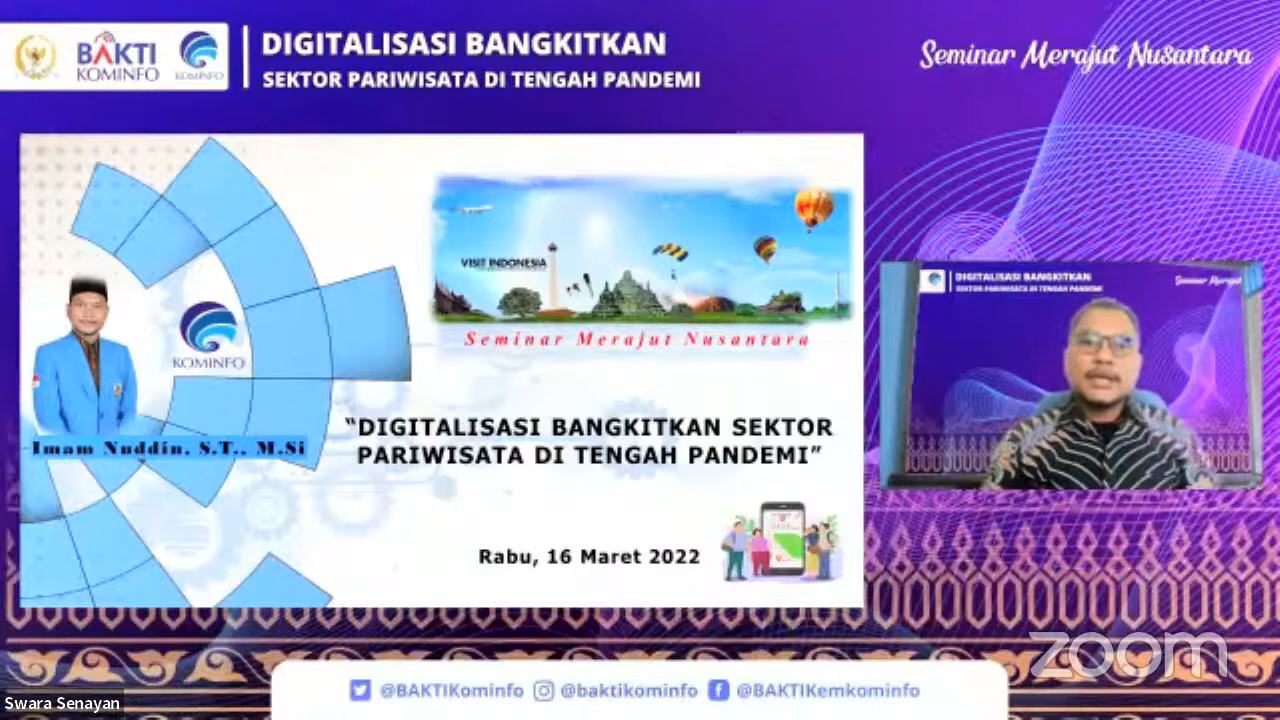 BAKTI
KOMINFO
KOMINFO
DIGITALISASI BANGKITKAN
SEKTOR PARIWISATA DI TENGAH PANDEMI
Seminar Merajut Nusantara
VISIT INDONESIA
Seminar Merajut Nusantara
KOMINFO
Imam Nuddin, S.T., M.Si
“DIGITALISASI BANGKITKAN SEKTOR
PARIWISATA DI TENGAH PANDEMI”
Rabu, 16 Maret 2022
DIGITALISASI BANGKITKAN
SEKTOR PARIWISATA DI TENGAH PANDEMI
Seminar Merajut
zoom
@BAKTIKominfo @baktikominfo @BAKTIKemkominfo
Swara Senayan